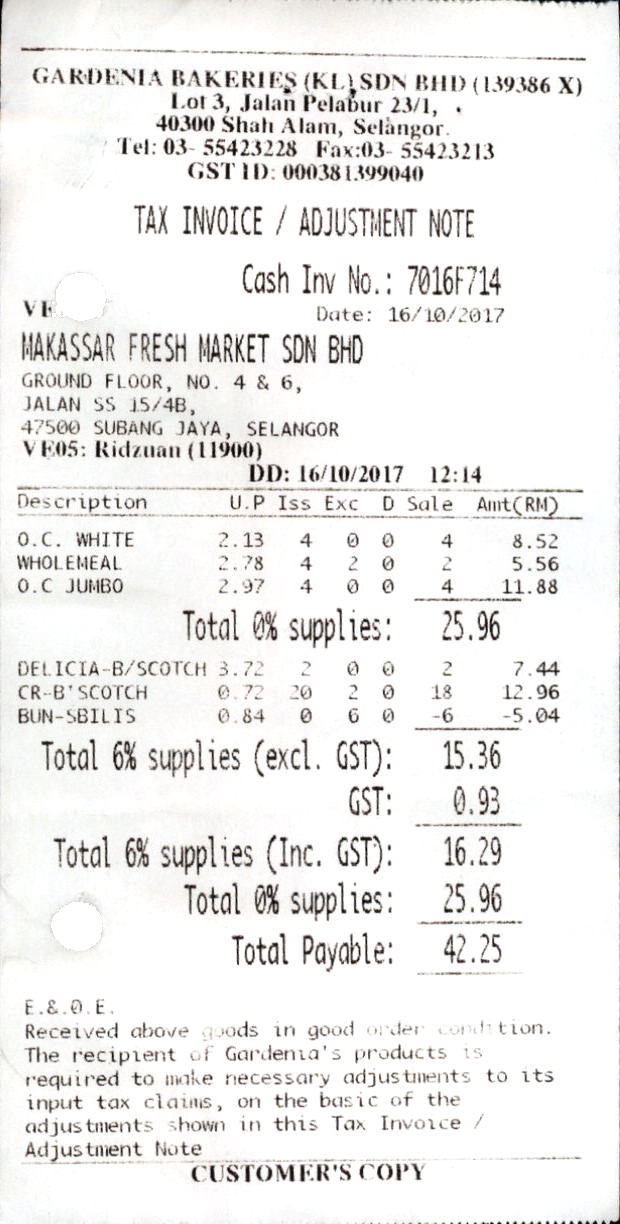 GARDENIA BAKERIES (KL) SDN BHD (139386 X)
Lot 3, Jalan Pelabur 23/1,
40300 Shah Alam, Selangor.
Tel: 03- 55423228 Fax:03- 55423213
GST ID: 000381399040
TAX INVOICE / ADJUSTMENT NOTE
Cash Inv No.: 7016F714
VE
Date: 16/10/2017
MAKASSAR FRESH MARKET SDN BHD
GROUND FLOOR, NO. 4 & 6,
JALAN SS 15/4B,
47500 SUBANG JAYA, SELANGOR
VE05: Ridzuan (11900)
DD: 16/10/2017 12:14
Description U.P Iss Exc D Sale Amt(RM)
O.C. WHITE 2.13 4 0 0 4 8.52
WHOLEMEAL 2.78 4 2 0 2 5.56
O.C JUMBO 2.97 4 0 0 4 11.88
Total 0% supplies: 25.96
DELICIA-B/SCOTCH 3.72 2 0 0 2 7.44
CR-B'SCOTCH 0.72 20 2 0 18 12.96
BUN-SBILIS 0.84 0 6 0 -6 -5.04
Total 6% supplies (excl. GST): 15.36
GST: 0.93
Total 6% supplies (Inc. GST): 16.29
Total 0% supplies: 25.96
Total Payable: 42.25
E.&.O.E.
Received above goods in good order condition.
The recipient of Gardenia's products is
required to make necessary adjustments to its
input tax claims, on the basic of the
adjustments shown in this Tax Invoice /
Adjustment Note
CUSTOMER'S COPY